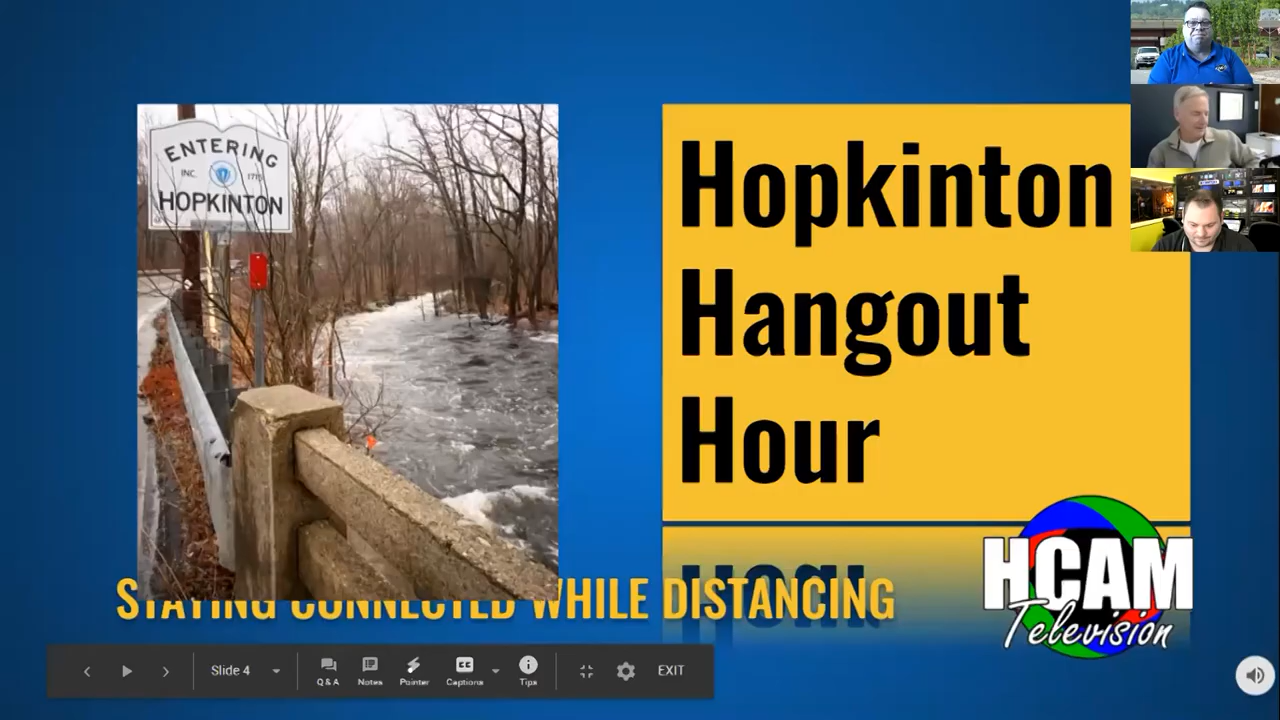 ENTERING
INC. 1715
HOPKINTON
Hopkinton
Hangout
Hour
STAYING CONNECTED WHILE DISTANCING
HCAM
Television
Slide 4
Q & A
Notes
Pointer
CC
Captions
Tips
EXIT